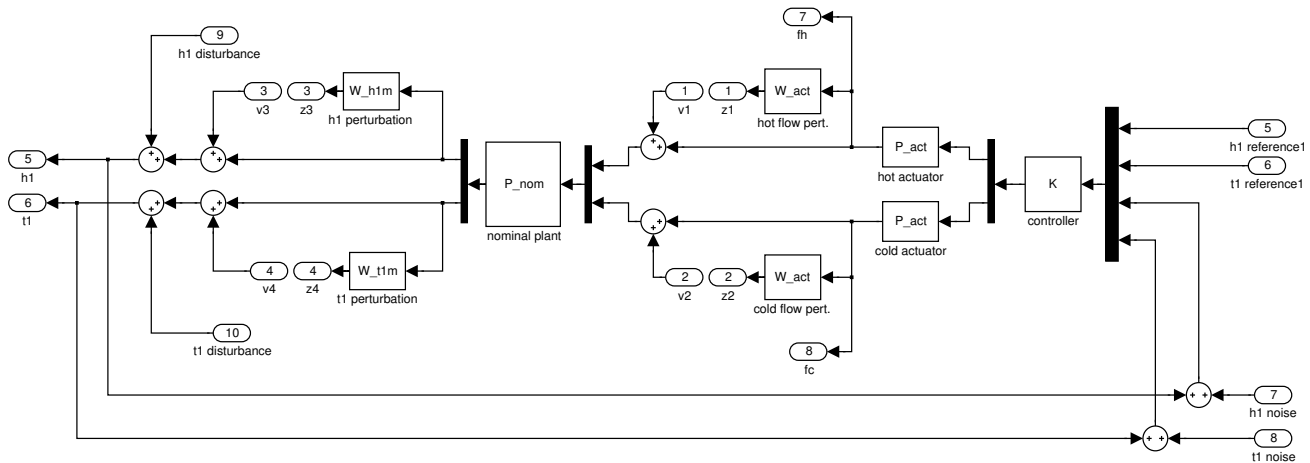 7
fh
9
h1 disturbance
3
v3
3
z3
W_h1m
h1 perturbation
1
v1
1
z1
W_act
hot flow pert.
5
h1 reference1
6
t1 reference1
5
h1
6
t1
+
+
+
+
+
+
+
+
P_nom
nominal plant
+
+
+
+
P_act
hot actuator
P_act
cold actuator
K
controller
4
v4
4
z4
W_t1m
t1 perturbation
2
v2
2
z2
W_act
cold flow pert.
10
t1 disturbance
8
fc
+ +
7
h1 noise
+ +
8
t1 noise